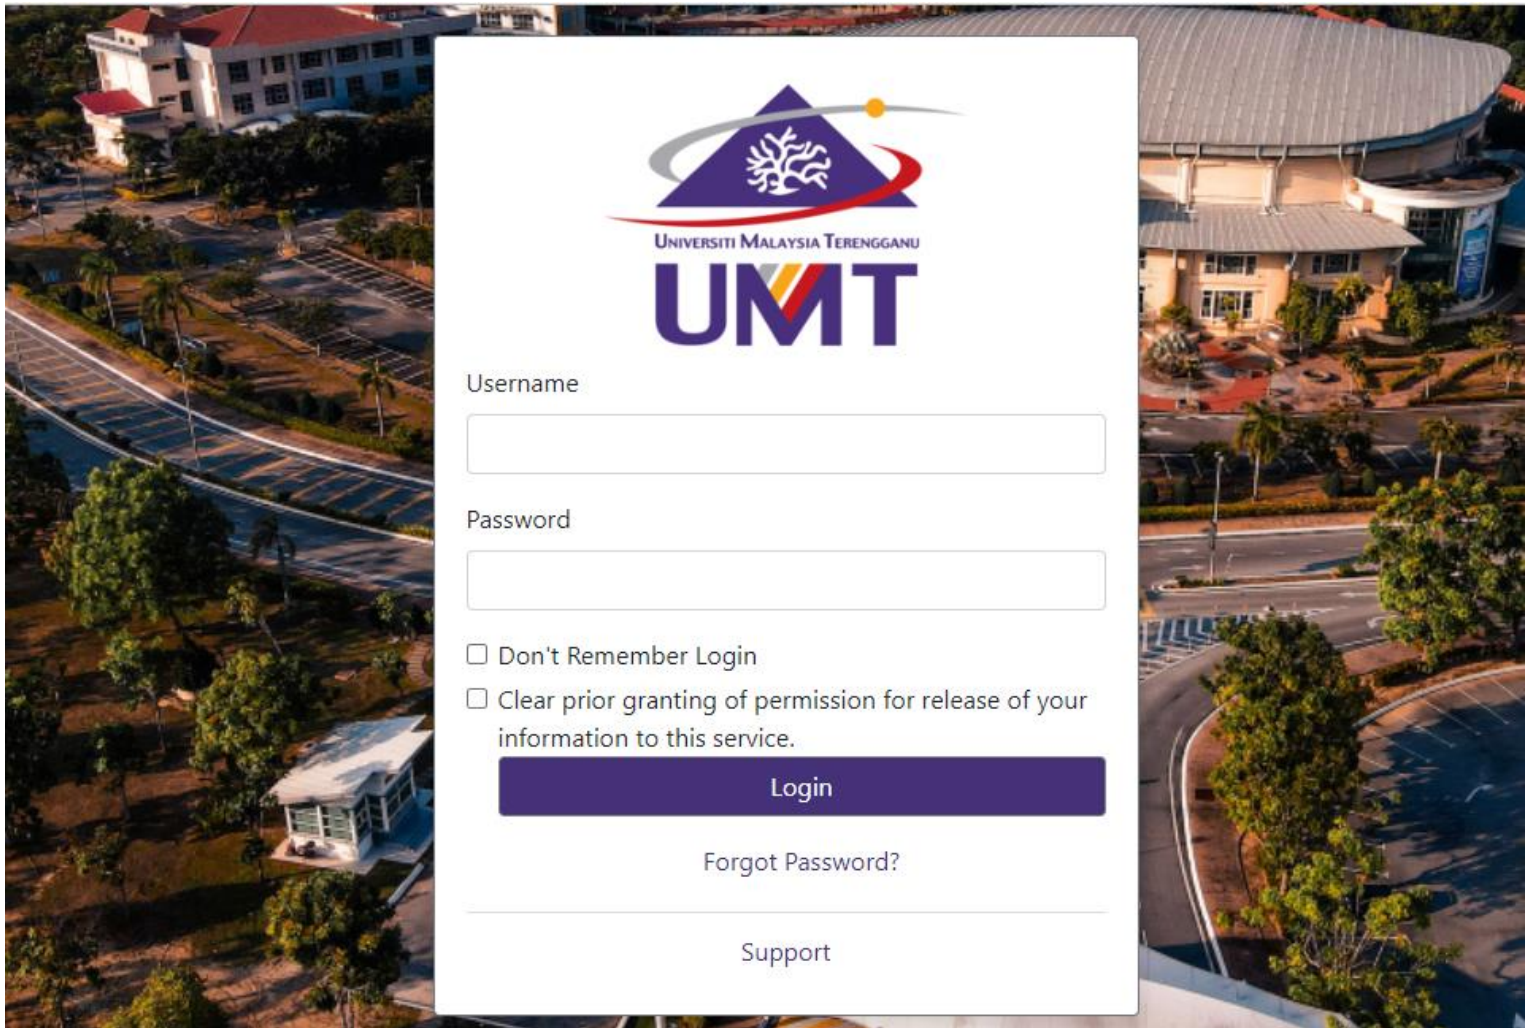 UNIVERSITI MALAYSIA TERENGGANU
UMT
Username
Password
Don't Remember Login
Clear prior granting of permission for release of your
information to this service.
Login
Forgot Password?
Support